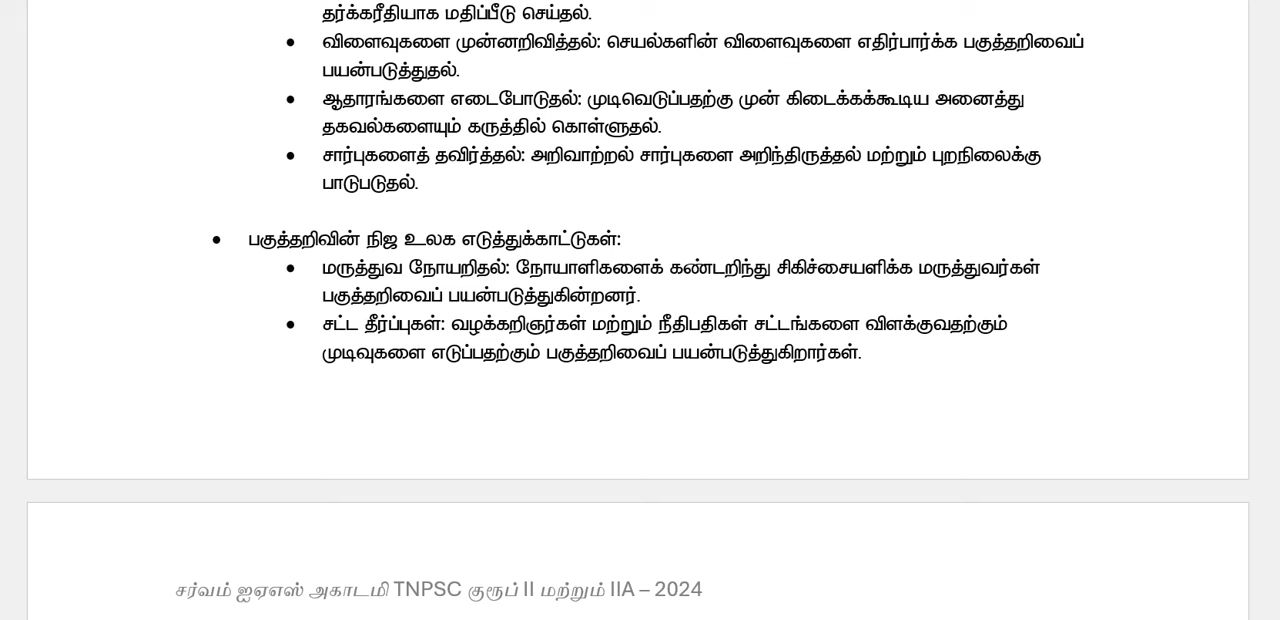 தர்க்கரீதியாக மதிப்பீடு செய்தல்.
● விளைவுகளை முன்னறிவித்தல்: செயல்களின் விளைவுகளை எதிர்பார்க்க பகுத்தறிவைப்
பயன்படுத்துதல்.
● ஆதாரங்களை எடைபோடுதல்: முடிவெடுப்பதற்கு முன் கிடைக்கக்கூடிய அனைத்து
தகவல்களையும் கருத்தில் கொள்ளுதல்.
● சார்புகளைத் தவிர்த்தல்: அறிவாற்றல் சார்புகளை அறிந்திருத்தல் மற்றும் புறநிலைக்கு
பாடுபடுதல்.
● பகுத்தறிவின் நிஜ உலக எடுத்துக்காட்டுகள்:
● மருத்துவ நோயறிதல்: நோயாளிகளைக் கண்டறிந்து சிகிச்சையளிக்க மருத்துவர்கள்
பகுத்தறிவைப் பயன்படுத்துகின்றனர்.
● சட்ட தீர்ப்புகள்: வழக்கறிஞர்கள் மற்றும் நீதிபதிகள் சட்டங்களை விளக்குவதற்கும்
முடிவுகளை எடுப்பதற்கும் பகுத்தறிவைப் பயன்படுத்துகிறார்கள்.
சர்வம் ஐஏஎஸ் அகாடமி TNPSC குரூப் II மற்றும் IIA – 2024